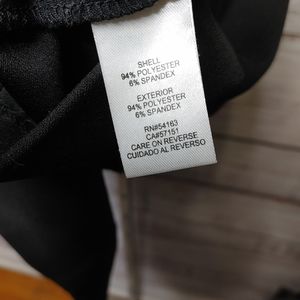 SHELL
94% POLYESTER
6% SPANDEX
EXTERIOR
94% POLYESTER
6% SPANDEX
RN#54163
CA#57151
CARE ON REVERSE
CUIDADO AL REVERSO